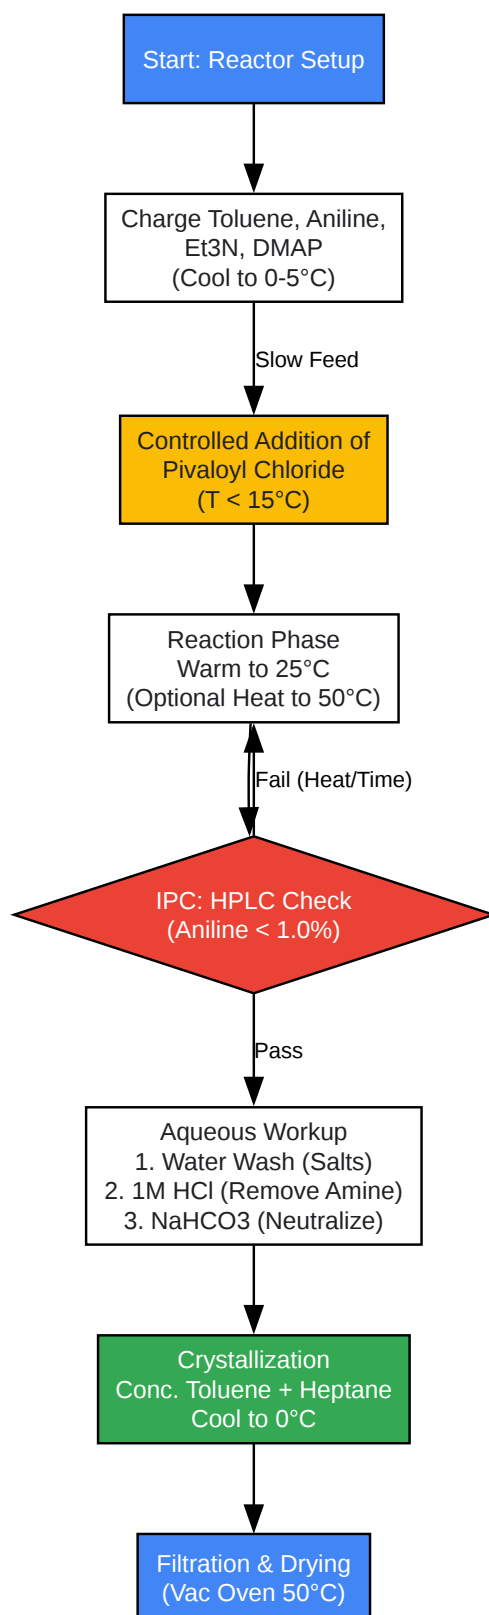 Start: Reactor Setup
Charge Toluene, Aniline,
Et3N, DMAP
(Cool to 0-5°C)
Slow Feed
Controlled Addition of
Pivaloyl Chloride
(T < 15°C)
Reaction Phase
Warm to 25°C
(Optional Heat to 50°C)
Fail (Heat/Time)
IPC: HPLC Check
(Aniline < 1.0%)
Pass
Aqueous Workup
1. Water Wash (Salts)
2. 1M HCl (Remove Amine)
3. NaHCO3 (Neutralize)
Crystallization
Conc. Toluene + Heptane
Cool to 0°C
Filtration & Drying
(Vac Oven 50°C)